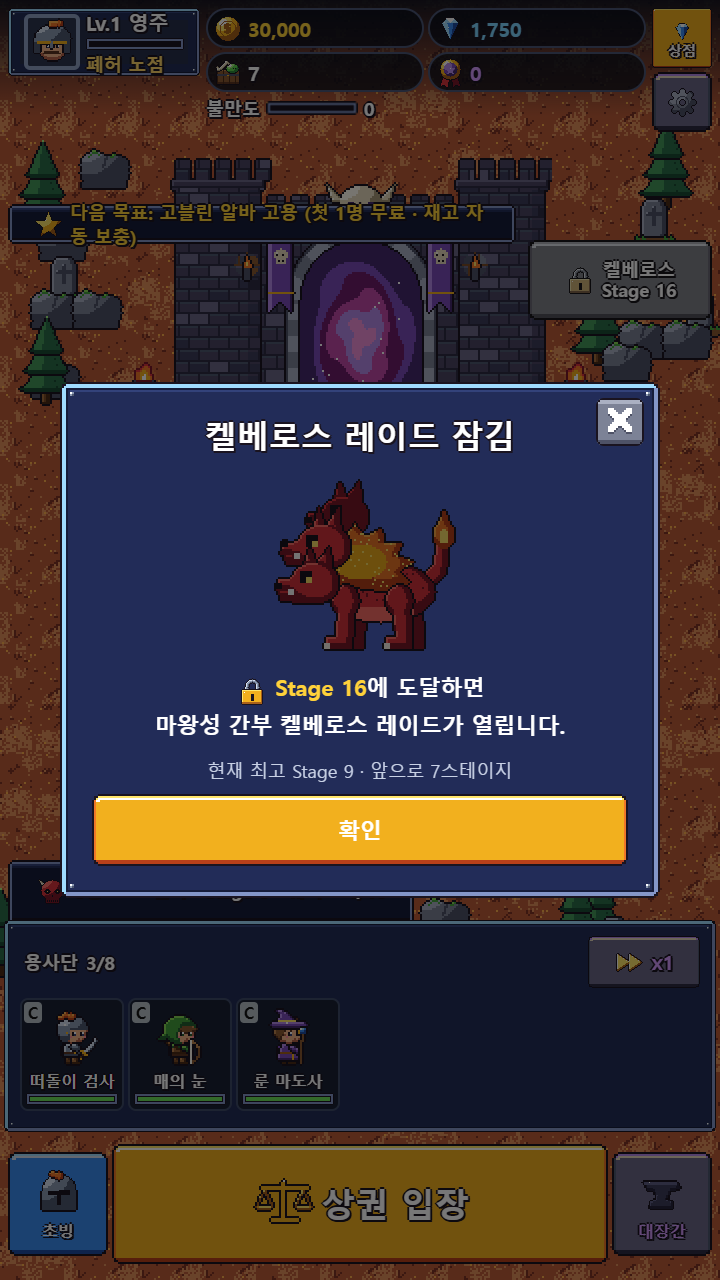 Lv.1 영주
폐허 노점
30,000
1,750
상점
7
0
불만도
0
다음 목표: 고블린 알바 고용 (첫 1명 무료 · 재고 자
동 보충)
켈베로스
Stage 16
켈베로스 레이드 잠김
Stage 16에 도달하면
마왕성 간부 켈베로스 레이드가 열립니다.
현재 최고 Stage 9 · 앞으로 7스테이지
확인
용사단 3/8
x1
C
C
C
떠돌이 검사
매의 눈
룬 마도사
초빙
상권 입장
대장간